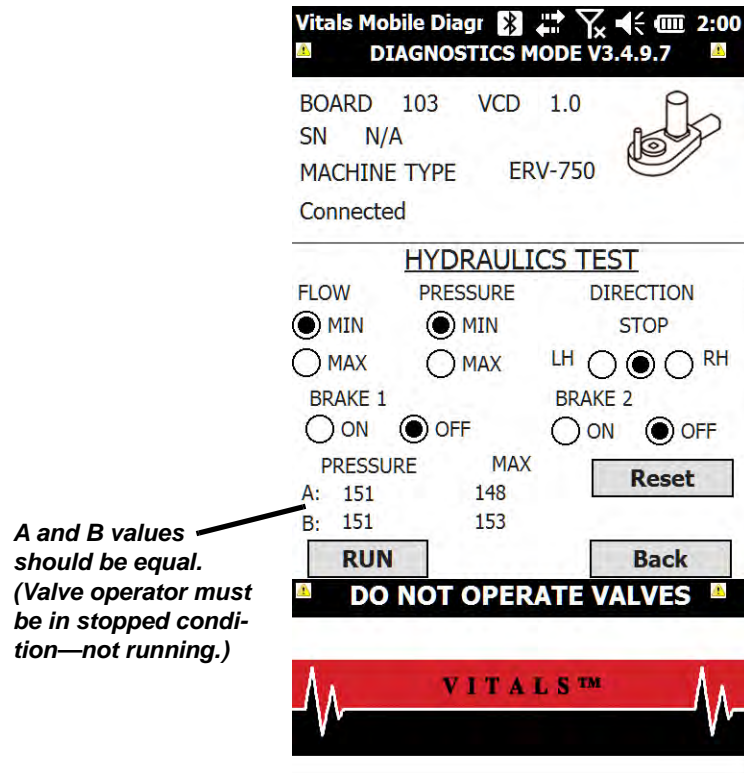 Vitals Mobile Diagr 2:00
DIAGNOSTICS MODE V3.4.9.7
BOARD 103 VCD 1.0
SN N/A
MACHINE TYPE ERV-750
Connected
HYDRAULICS TEST
FLOW PRESSURE DIRECTION
MIN MIN STOP
MAX MAX LH RH
BRAKE 1 BRAKE 2
ON OFF ON OFF
PRESSURE MAX
A: 151 148
B: 151 153
Reset
RUN Back
DO NOT OPERATE VALVES
VITALS™
A and B values
should be equal.
(Valve operator must
be in stopped condi-
tion—not running.)